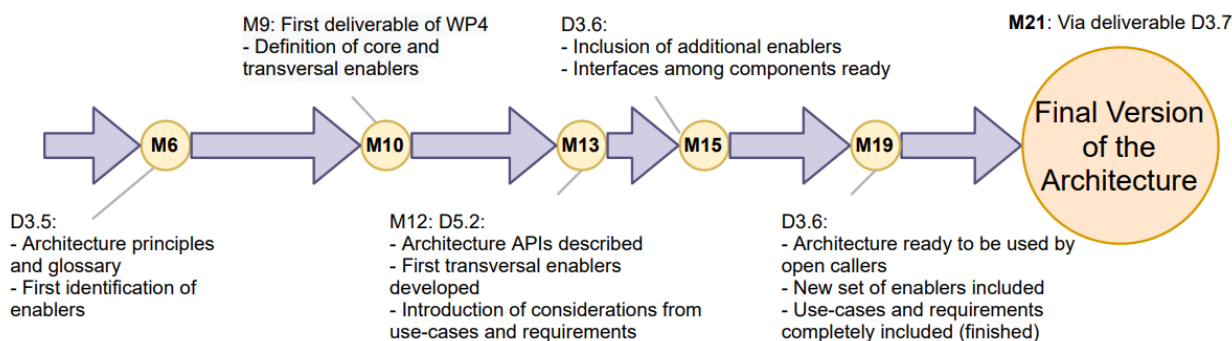 M9: First deliverable of WP4
- Definition of core and
transversal enablers
D3.6:
- Inclusion of additional enablers
- Interfaces among components ready
M21: Via deliverable D3.7
M6
M10
M13
M15
M19
Final Version
of the
Architecture
D3.5:
- Architecture principles
and glossary
- First identification of
enablers
M12: D5.2:
- Architecture APIs described
- First transversal enablers
developed
- Introduction of considerations from
use-cases and requirements
D3.6:
- Architecture ready to be used by
open callers
- New set of enablers included
- Use-cases and requirements
completely included (finished)